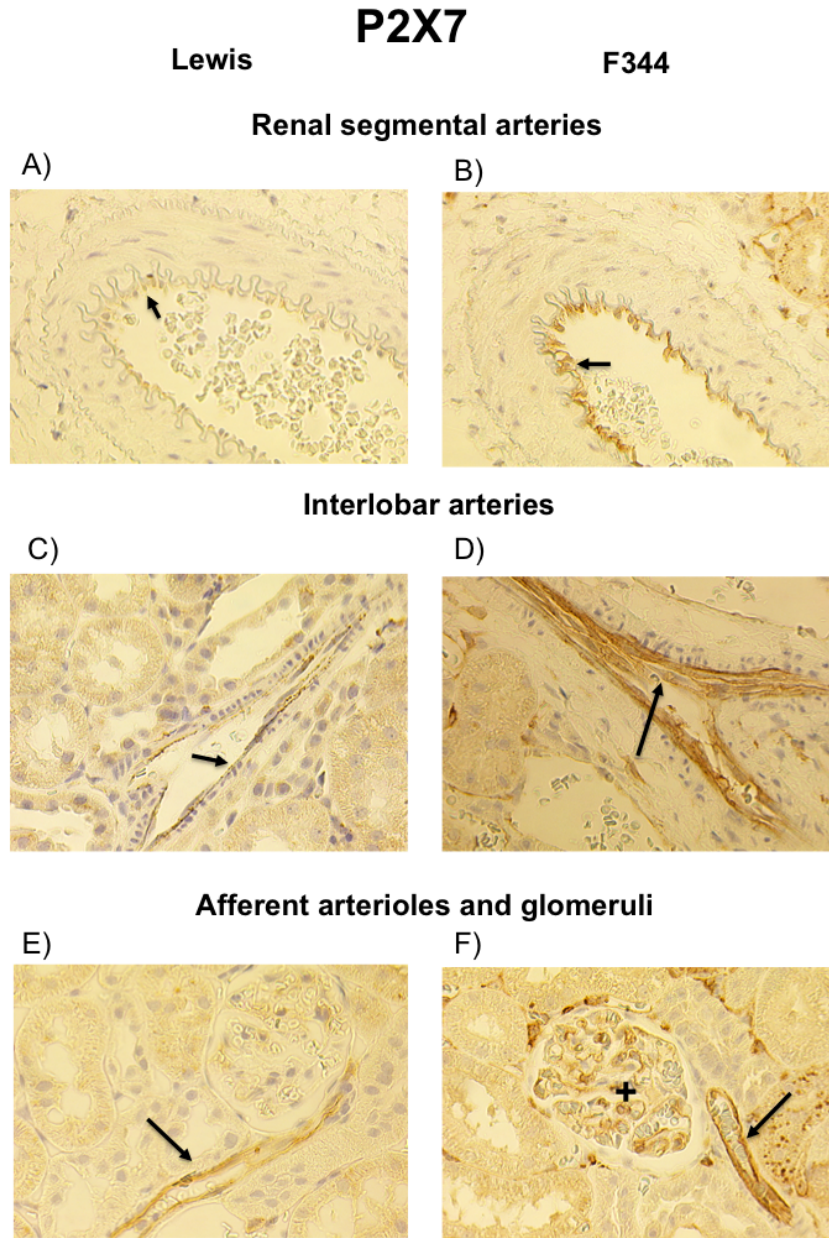 P2X7
Lewis F344
Renal segmental arteries
A) B)
Interlobar arteries
C) D)
Afferent arterioles and glomeruli
E) F)
+